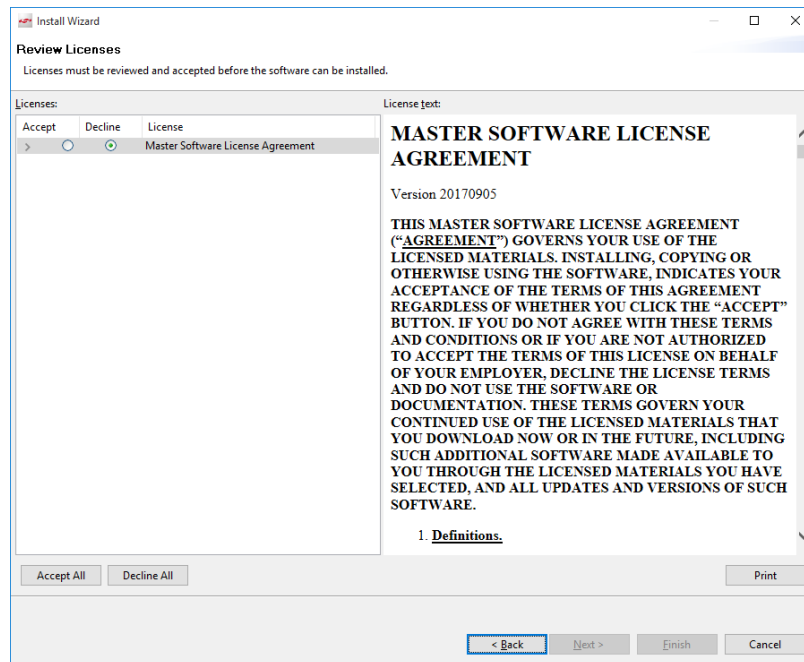 Install Wizard
Review Licenses
Licenses must be reviewed and accepted before the software can be installed.
Licenses:
Accept Decline License
Master Software License Agreement
License text:
MASTER SOFTWARE LICENSE
AGREEMENT
Version 20170905
THIS MASTER SOFTWARE LICENSE AGREEMENT
(“AGREEMENT”) GOVERNS YOUR USE OF THE
LICENSED MATERIALS. INSTALLING, COPYING OR
OTHERWISE USING THE SOFTWARE, INDICATES YOUR
ACCEPTANCE OF THE TERMS OF THIS AGREEMENT
REGARDLESS OF WHETHER YOU CLICK THE “ACCEPT”
BUTTON. IF YOU DO NOT AGREE WITH THESE TERMS
AND CONDITIONS OR IF YOU ARE NOT AUTHORIZED
TO ACCEPT THE TERMS OF THIS LICENSE ON BEHALF
OF YOUR EMPLOYER, DECLINE THE LICENSE TERMS
AND DO NOT USE THE SOFTWARE OR
DOCUMENTATION. THESE TERMS GOVERN YOUR
CONTINUED USE OF THE LICENSED MATERIALS THAT
YOU DOWNLOAD NOW OR IN THE FUTURE, INCLUDING
SUCH ADDITIONAL SOFTWARE MADE AVAILABLE TO
YOU THROUGH THE LICENSED MATERIALS YOU HAVE
SELECTED, AND ALL UPDATES AND VERSIONS OF SUCH
SOFTWARE.
1. Definitions.
Accept All Decline All Print
< Back Next > Finish Cancel